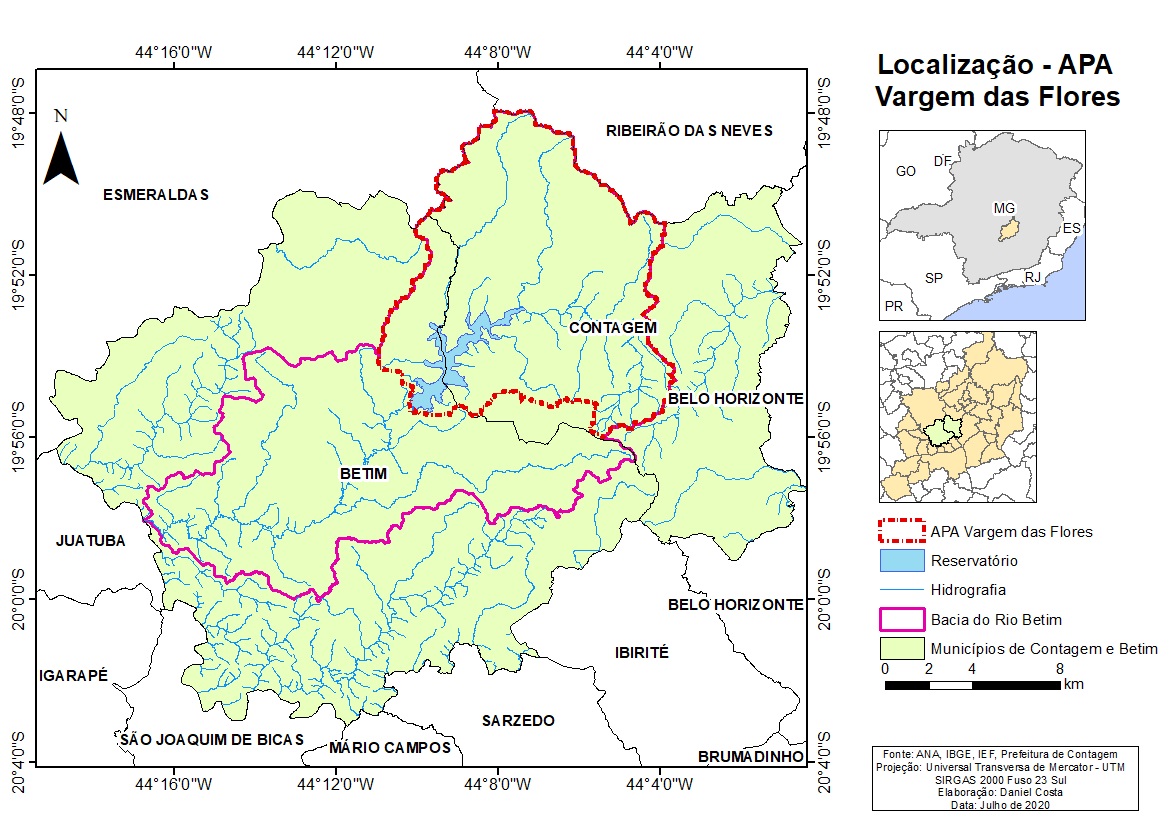 44°16'0"W
44°12'0"W
44°8'0"W
44°4'0"W
19°48'0"S
19°52'0"S
19°56'0"S
20°0'0"S
20°4'0"S
N
RIBEIRÃO DAS NEVES
ESMERALDAS
CONTAGEM
BELO HORIZONTE
BETIM
JUATUBA
BELO HORIZONTE
IBIRITÉ
IGARAPÉ
SARZEDO
SÃO JOAQUIM DE BICAS
MÁRIO CAMPOS
BRUMADINHO
19°48'0"S
19°52'0"S
19°56'0"S
20°0'0"S
20°4'0"S
44°16'0"W
44°12'0"W
44°8'0"W
44°4'0"W
Localização - APA
Vargem das Flores
GO
DF
MG
ES
SP
RJ
PR
APA Vargem das Flores
Reservatório
Hidrografia
Bacia do Rio Betim
Municípios de Contagem e Betim
0 2 4 8
km
Fonte: ANA, IBGE, IEF, Prefeitura de Contagem
Projeção: Universal Transversa de Mercator - UTM
SIRGAS 2000 Fuso 23 Sul
Elaboração: Daniel Costa
Data: Julho de 2020